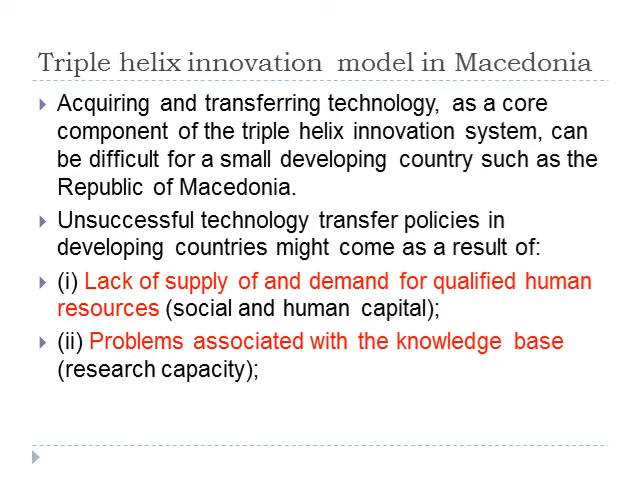 Triple helix innovation model in Macedonia
Acquiring and transferring technology, as a core
component of the triple helix innovation system, can
be difficult for a small developing country such as the
Republic of Macedonia.
Unsuccessful technology transfer policies in
developing countries might come as a result of:
(i) Lack of supply of and demand for qualified human
resources (social and human capital);
(ii) Problems associated with the knowledge base
(research capacity);